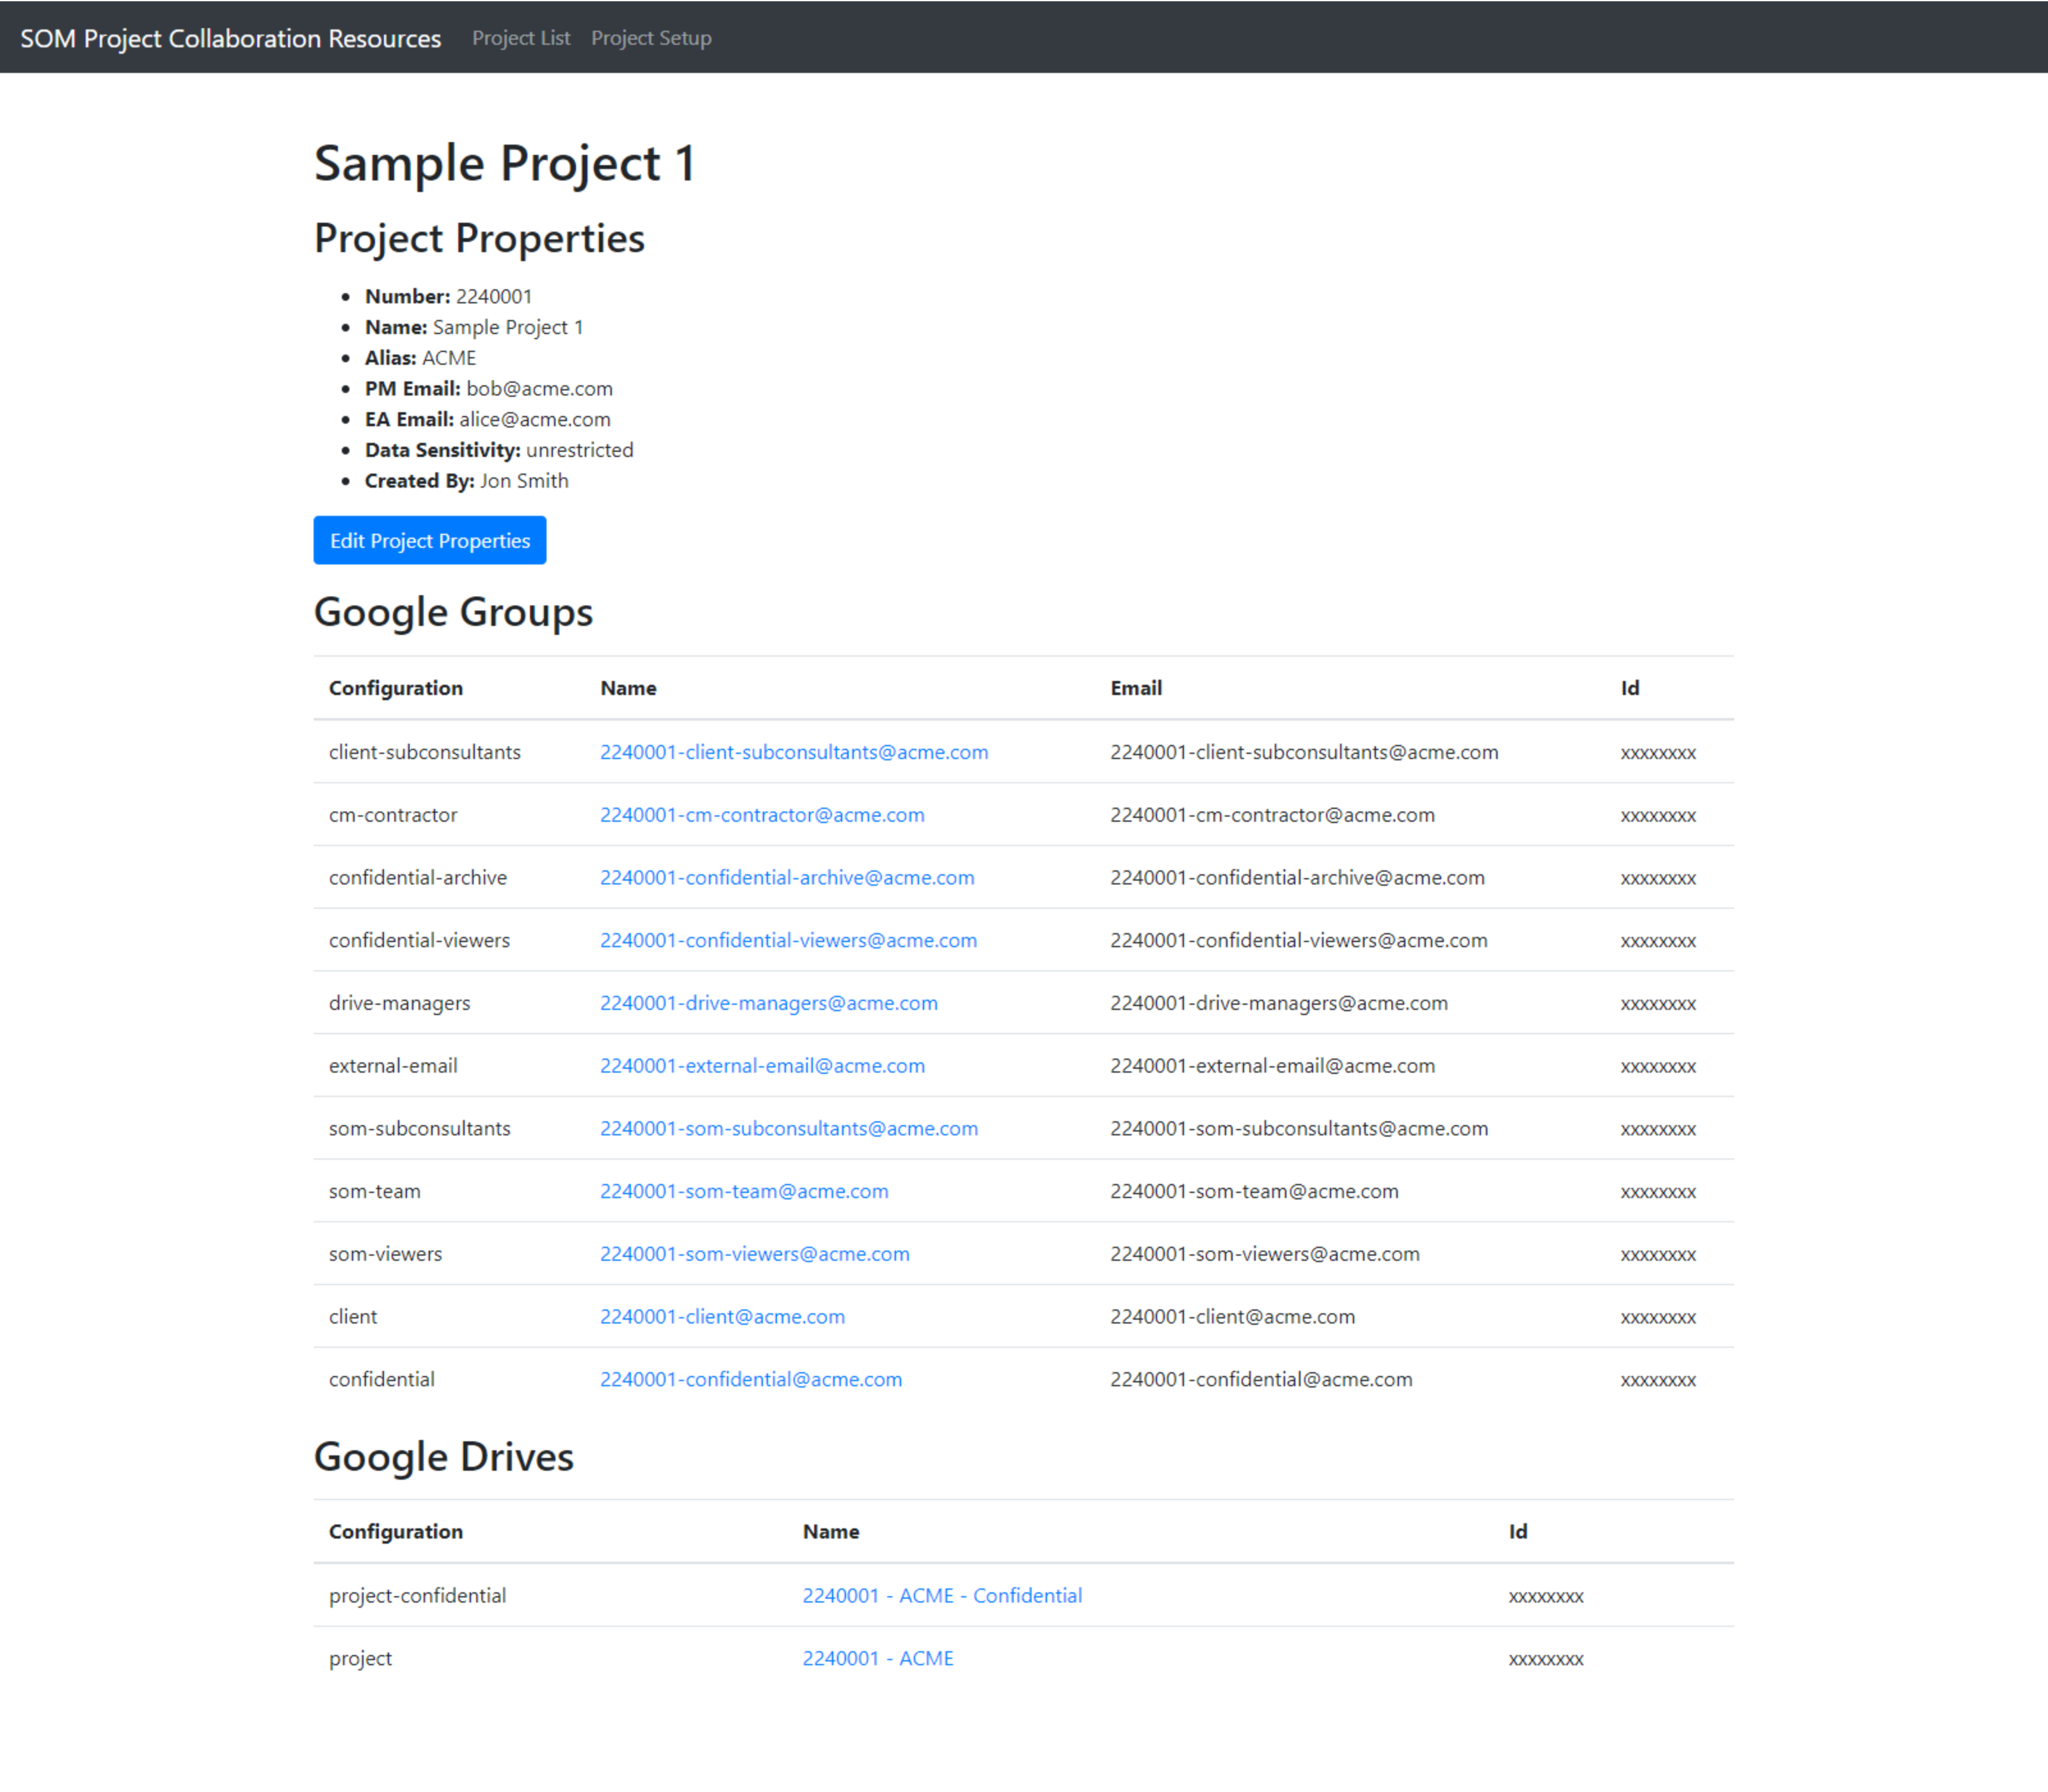 SOM Project Collaboration Resources Project List Project Setup
Sample Project 1
Project Properties
• Number: 2240001
• Name: Sample Project 1
• Alias: ACME
• PM Email: bob@acme.com
• EA Email: alice@acme.com
• Data Sensitivity: unrestricted
• Created By: Jon Smith
Edit Project Properties
Google Groups
Configuration Name Email Id
client-subconsultants 2240001-client-subconsultants@acme.com 2240001-client-subconsultants@acme.com xxxxxxxx
cm-contractor 2240001-cm-contractor@acme.com 2240001-cm-contractor@acme.com xxxxxxxx
confidential-archive 2240001-confidential-archive@acme.com 2240001-confidential-archive@acme.com xxxxxxxx
confidential-viewers 2240001-confidential-viewers@acme.com 2240001-confidential-viewers@acme.com xxxxxxxx
drive-managers 2240001-drive-managers@acme.com 2240001-drive-managers@acme.com xxxxxxxx
external-email 2240001-external-email@acme.com 2240001-external-email@acme.com xxxxxxxx
som-subconsultants 2240001-som-subconsultants@acme.com 2240001-som-subconsultants@acme.com xxxxxxxx
som-team 2240001-som-team@acme.com 2240001-som-team@acme.com xxxxxxxx
som-viewers 2240001-som-viewers@acme.com 2240001-som-viewers@acme.com xxxxxxxx
client 2240001-client@acme.com 2240001-client@acme.com xxxxxxxx
confidential 2240001-confidential@acme.com 2240001-confidential@acme.com xxxxxxxx
Google Drives
Configuration Name Id
project-confidential 2240001 - ACME - Confidential xxxxxxxx
project 2240001 - ACME xxxxxxxx